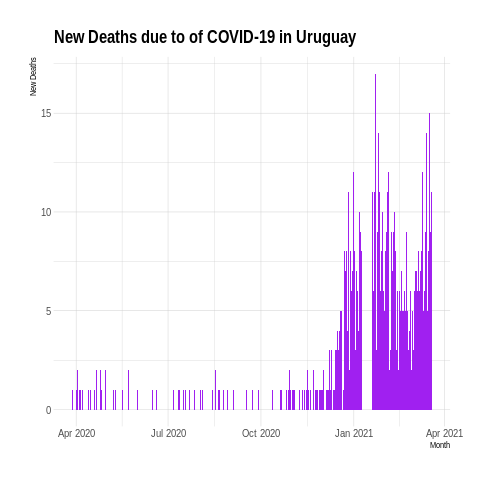 New Deaths due to of COVID-19 in Uruguay
New Deaths
15
10
5
0
Apr 2020 Jul 2020 Oct 2020 Jan 2021 Apr 2021
Month